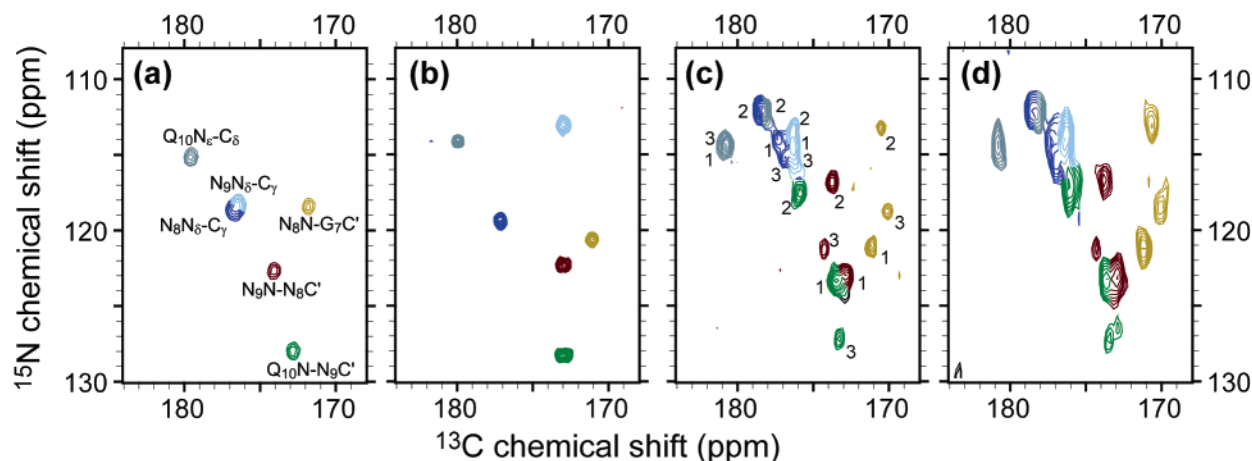 180 170 180 170 180 170 180 170
(a) (b) (c) (d)
110 110
Q₁₀Nε-Cδ
N₉Nδ-Cγ
N₈Nδ-Cγ
N₈N-G₇C'
N₉N-N₈C'
Q₁₀N-N₉C'
2 2 2
3 1 1
1 3 3
2 2 2
3 3
1 1 1
3
120 120
130 130
180 170 180 170 180 170 180 170
¹⁵N chemical shift (ppm)
¹³C chemical shift (ppm)